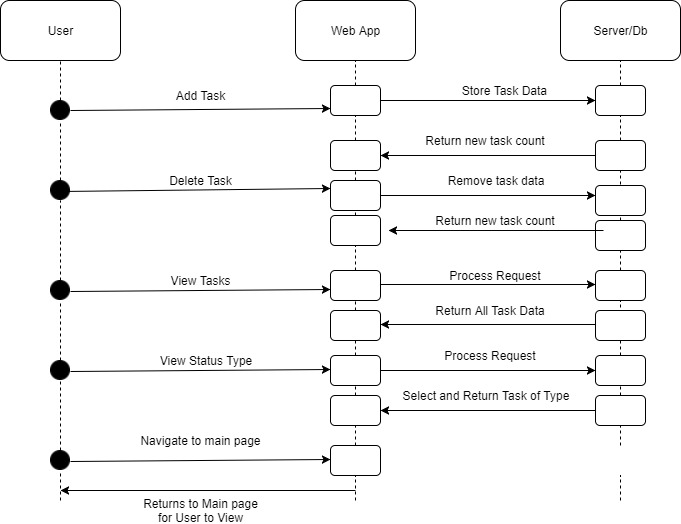 User
Web App
Server/Db
Add Task
Store Task Data
Return new task count
Delete Task
Remove task data
Return new task count
View Tasks
Process Request
Return All Task Data
View Status Type
Process Request
Select and Return Task of Type
Navigate to main page
Returns to Main page
for User to View